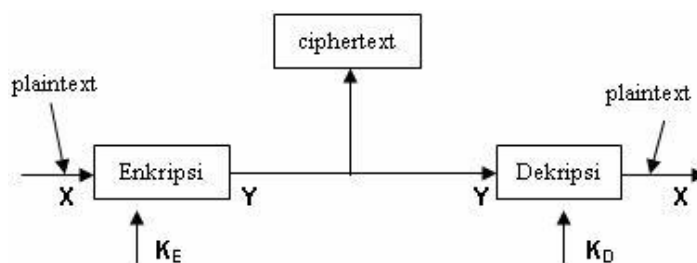 ciphertext
plaintext
plaintext
Enkripsi
Dekripsi
X
Y
Y
X
KE
KD